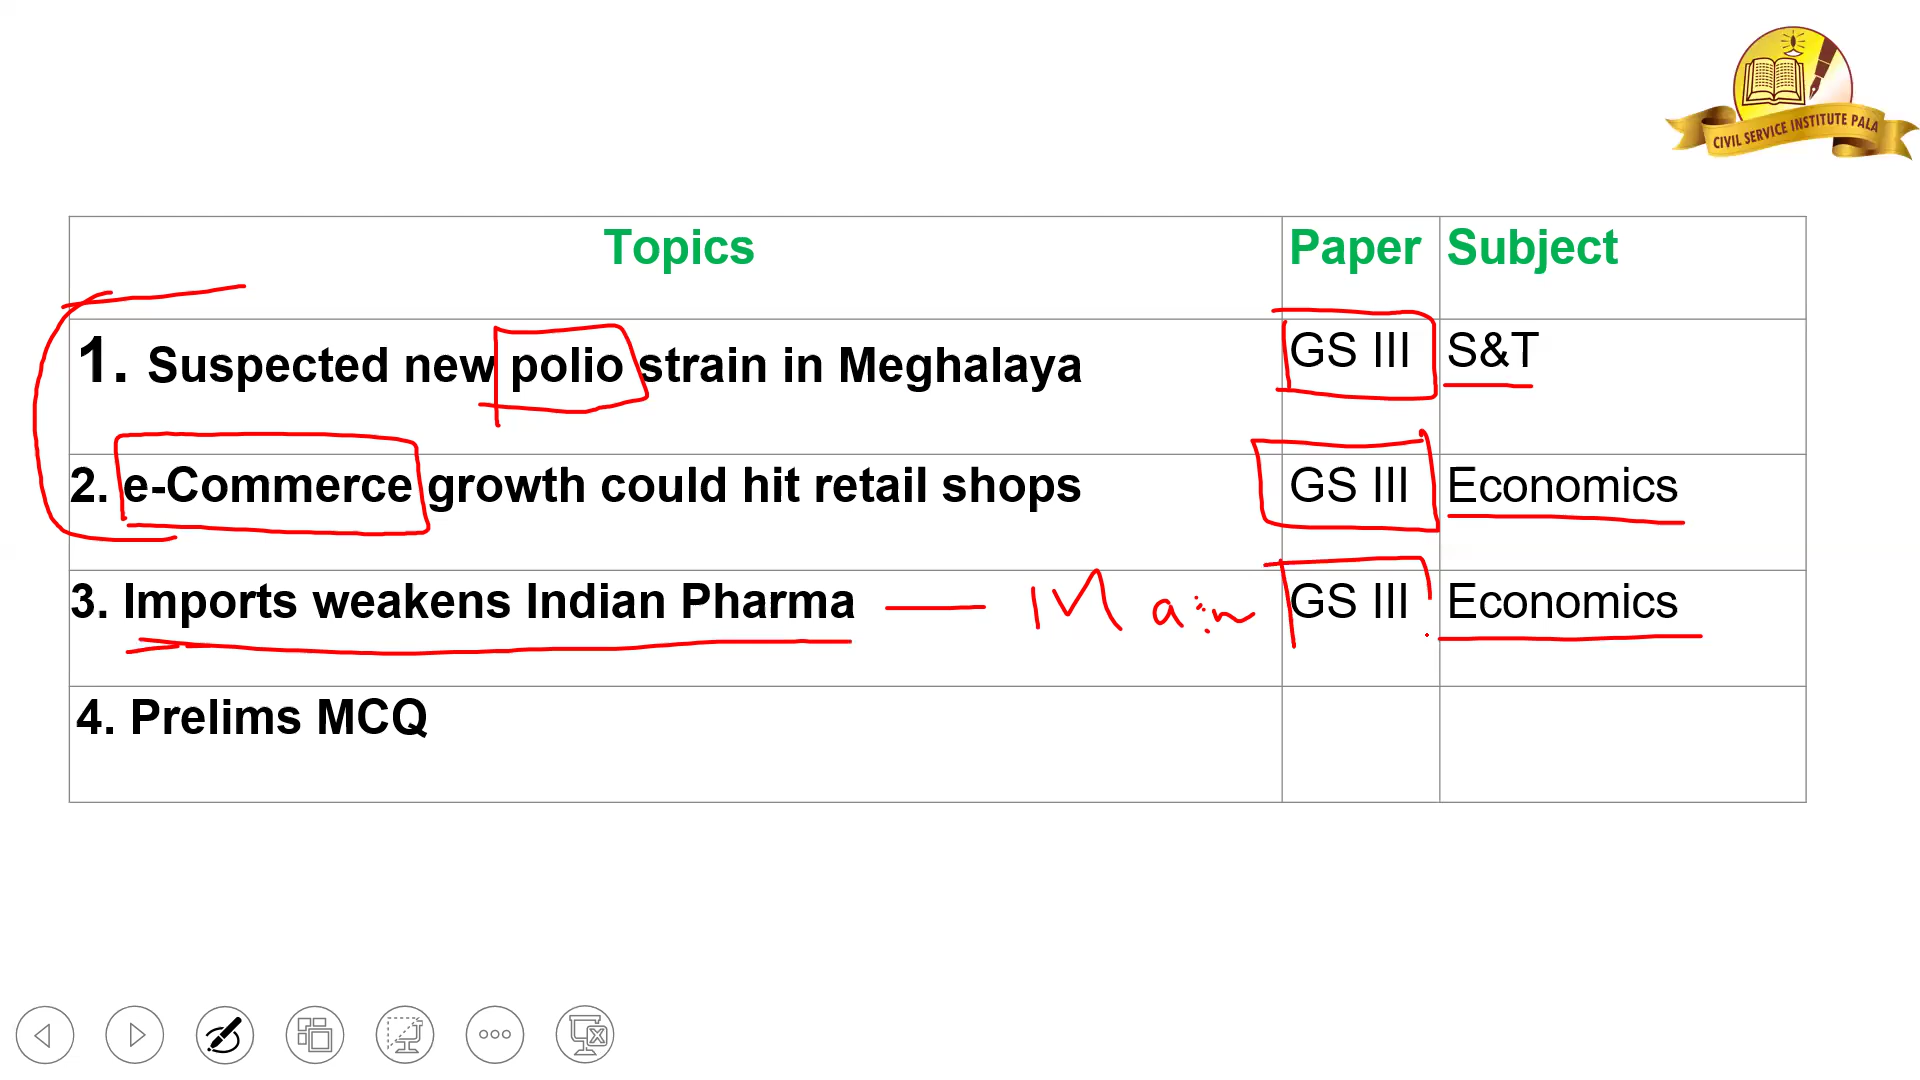 CIVIL SERVICE INSTITUTE PALA
Topics Paper Subject
1. Suspected new polio strain in Meghalaya GS III S&T
2. e-Commerce growth could hit retail shops GS III Economics
3. Imports weakens Indian Pharma — Main GS III Economics
4. Prelims MCQ